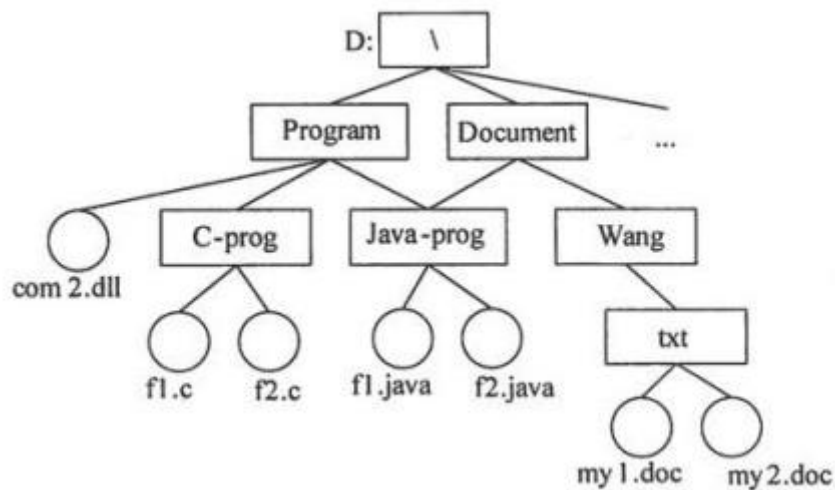 D: \
Program Document ...
C-prog Java-prog Wang
com 2.dll
txt
f1.c f2.c f1.java f2.java
my 1.doc my 2.doc